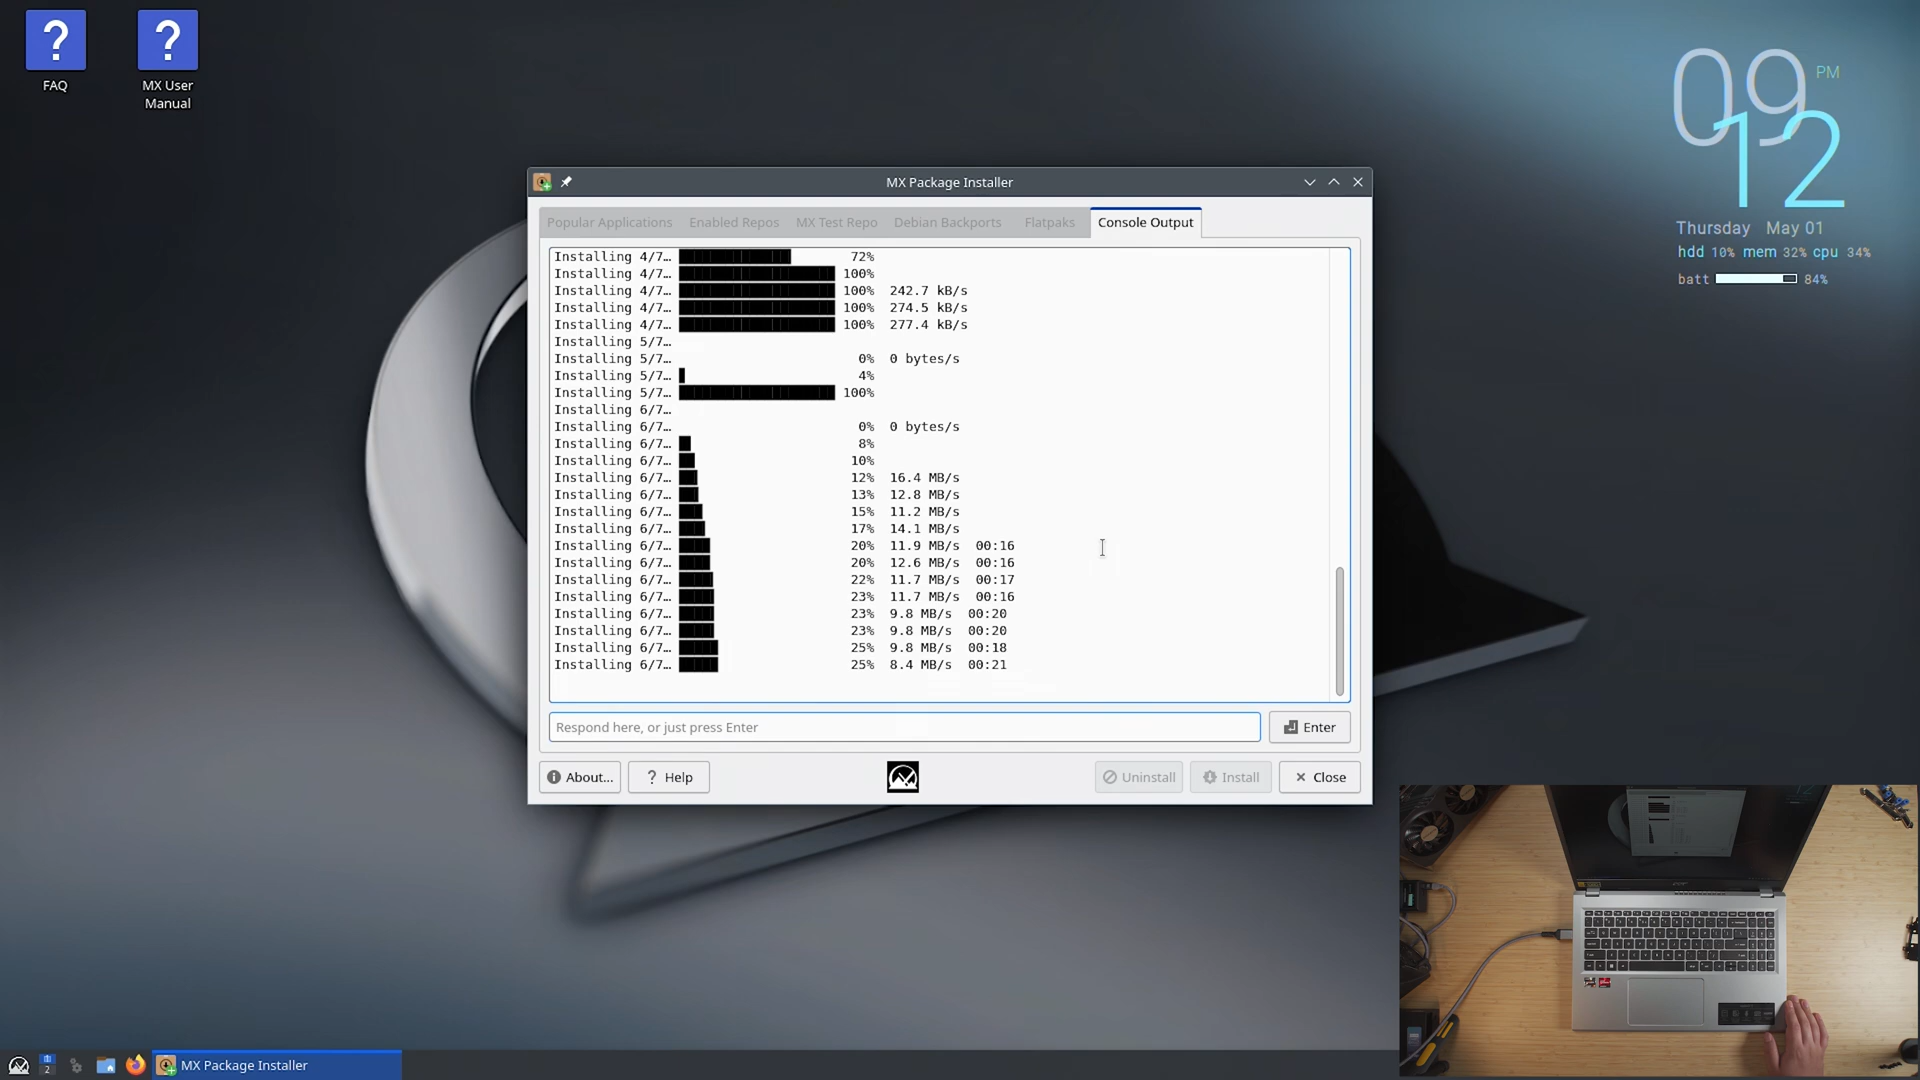 ?
FAQ
?
MX User
Manual
09 PM
12
Thursday May 01
hdd 10% mem 32% cpu 34%
batt 84%
MX Package Installer
Popular Applications Enabled Repos MX Test Repo Debian Backports Flatpaks Console Output
Installing 4/7… 72%
Installing 4/7… 100%
Installing 4/7… 100% 242.7 kB/s
Installing 4/7… 100% 274.5 kB/s
Installing 4/7… 100% 277.4 kB/s
Installing 5/7…
Installing 5/7… 0% 0 bytes/s
Installing 5/7… 4%
Installing 5/7… 100%
Installing 6/7…
Installing 6/7… 0% 0 bytes/s
Installing 6/7… 8%
Installing 6/7… 10%
Installing 6/7… 12% 16.4 MB/s
Installing 6/7… 13% 12.8 MB/s
Installing 6/7… 15% 11.2 MB/s
Installing 6/7… 17% 14.1 MB/s
Installing 6/7… 20% 11.9 MB/s 00:16
Installing 6/7… 20% 12.6 MB/s 00:16
Installing 6/7… 22% 11.7 MB/s 00:17
Installing 6/7… 23% 11.7 MB/s 00:16
Installing 6/7… 23% 9.8 MB/s 00:20
Installing 6/7… 23% 9.8 MB/s 00:20
Installing 6/7… 25% 9.8 MB/s 00:18
Installing 6/7… 25% 8.4 MB/s 00:21
Respond here, or just press Enter
Enter
About...
? Help
Uninstall
Install
Close
2
MX Package Installer